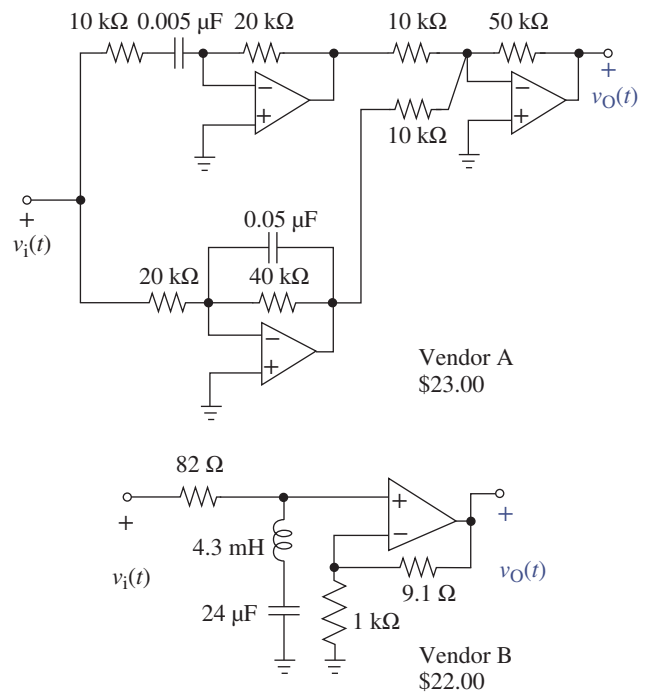 10 kΩ 0.005 µF 20 kΩ 10 kΩ 50 kΩ
−
+
−
+
+
vO(t)
10 kΩ
+
vi(t)
0.05 µF
20 kΩ 40 kΩ
−
+
Vendor A
$23.00
82 Ω
+
−
+
+
4.3 mH
vi(t)
vO(t)
9.1 Ω
24 µF
1 kΩ
Vendor B
$22.00